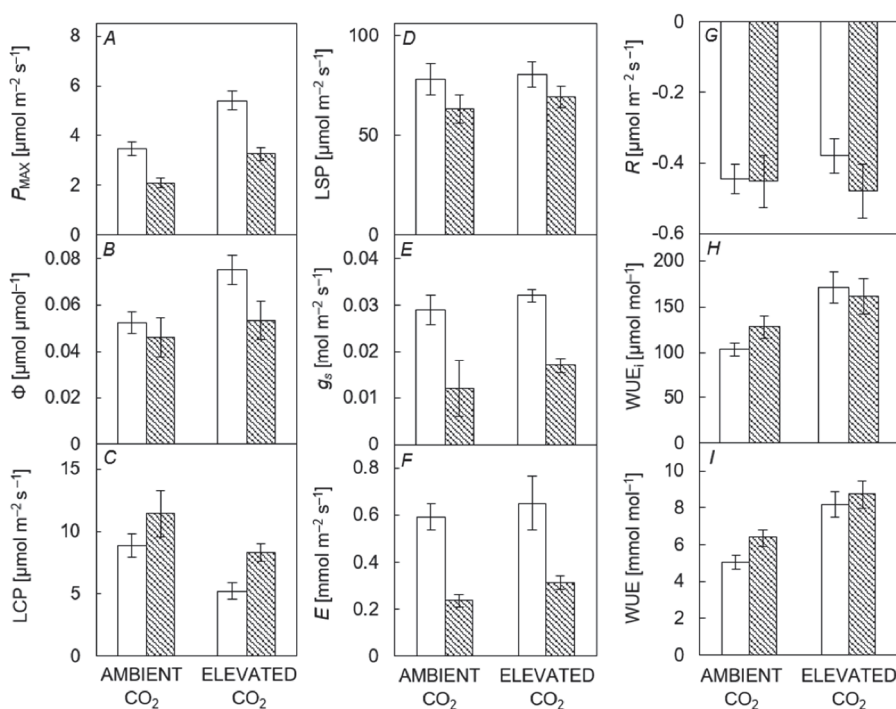 A
8
6
4
2
0
P_MAX [µmol m⁻² s⁻¹]
B
0.08
0.06
0.04
0.02
0
Φ [µmol µmol⁻¹]
C
15
10
5
0
LCP [µmol m⁻² s⁻¹]
AMBIENT CO₂
ELEVATED CO₂
D
100
50
0
LSP [µmol m⁻² s⁻¹]
E
0.04
0.03
0.02
0.01
0
gₛ [mol m⁻² s⁻¹]
F
0.8
0.6
0.4
0.2
0
E [mmol m⁻² s⁻¹]
AMBIENT CO₂
ELEVATED CO₂
G
0
-0.2
-0.4
-0.6
R [µmol m⁻² s⁻¹]
H
200
150
100
50
0
WUEᵢ [µmol mol⁻¹]
I
10
8
6
4
2
0
WUE [mmol mol⁻¹]
AMBIENT CO₂
ELEVATED CO₂